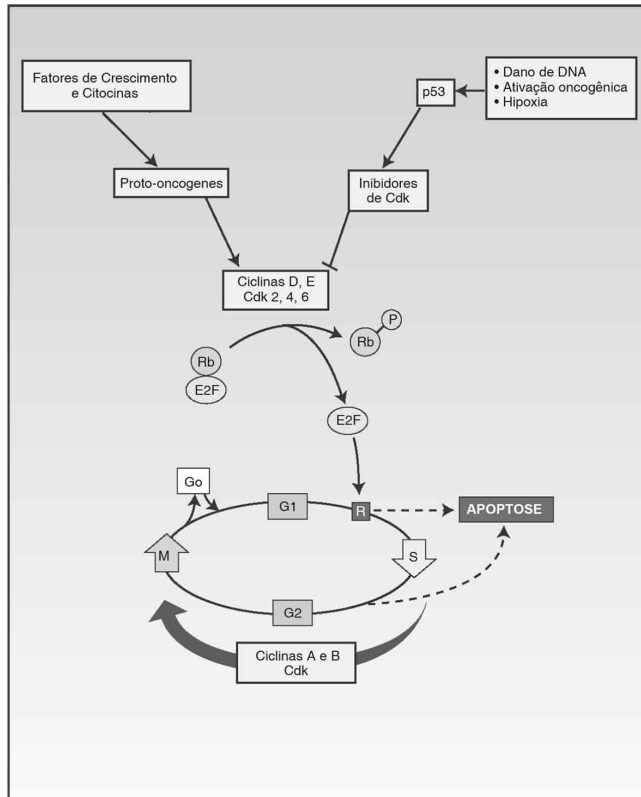 Fatores de Crescimento
e Citocinas
p53
• Dano de DNA
• Ativação oncogênica
• Hipoxia
Proto-oncogenes
Inibidores
de Cdk
Ciclinas D, E
Cdk 2, 4, 6
Rb
E2F
Rb
P
E2F
Go
G1
R
APOPTOSE
M
S
G2
Ciclinas A e B
Cdk